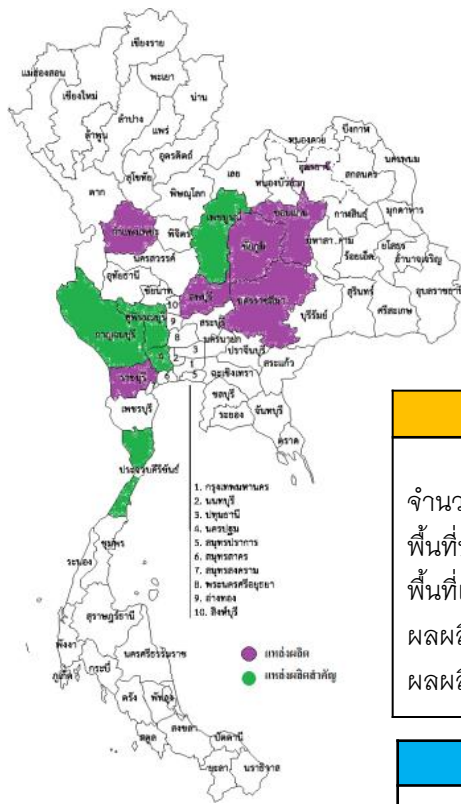 เชียงราย
แม่ฮ่องสอน
พะเยา
เชียงใหม่
น่าน
ลำปาง
ลำพูน
แพร่
อุตรดิตถ์
สุโขทัย
ตาก
พิษณุโลก
เลย
หนองคาย
บึงกาฬ
อุดรธานี
นครพนม
สกลนคร
หนองบัวลำภู
เพชรบูรณ์
ขอนแก่น
กาฬสินธุ์
มุกดาหาร
กำแพงเพชร
พิจิตร
ชัยภูมิ
มหาสารคาม
ร้อยเอ็ด
ยโสธร
อำนาจเจริญ
นครสวรรค์
อุทัยธานี
ชัยนาท
ลพบุรี
นครราชสีมา
บุรีรัมย์
สุรินทร์
ศรีสะเกษ
อุบลราชธานี
10
สุพรรณบุรี
9
สระบุรี
8
นครนายก
กาญจนบุรี
3
ปราจีนบุรี
4
2
1
ฉะเชิงเทรา
สระแก้ว
ราชบุรี
6
5
ชลบุรี
เพชรบุรี
ระยอง
จันทบุรี
ตราด
ประจวบคีรีขันธ์
1. กรุงเทพมหานคร
2. นนทบุรี
3. ปทุมธานี
4. นครปฐม
5. สมุทรปราการ
6. สมุทรสาคร
7. สมุทรสงคราม
8. พระนครศรีอยุธยา
9. อ่างทอง
10. สิงห์บุรี
ชุมพร
ระนอง
สุราษฎร์ธานี
พังงา
นครศรีธรรมราช
กระบี่
ภูเก็ต
ตรัง
พัทลุง
สงขลา
สตูล
ปัตตานี
ยะลา
นราธิวาส
แหล่งผลิต
แหล่งผลิตสำคัญ
จำนว
พื้นที่
พื้นที่
ผลผลิ
ผลผลิ